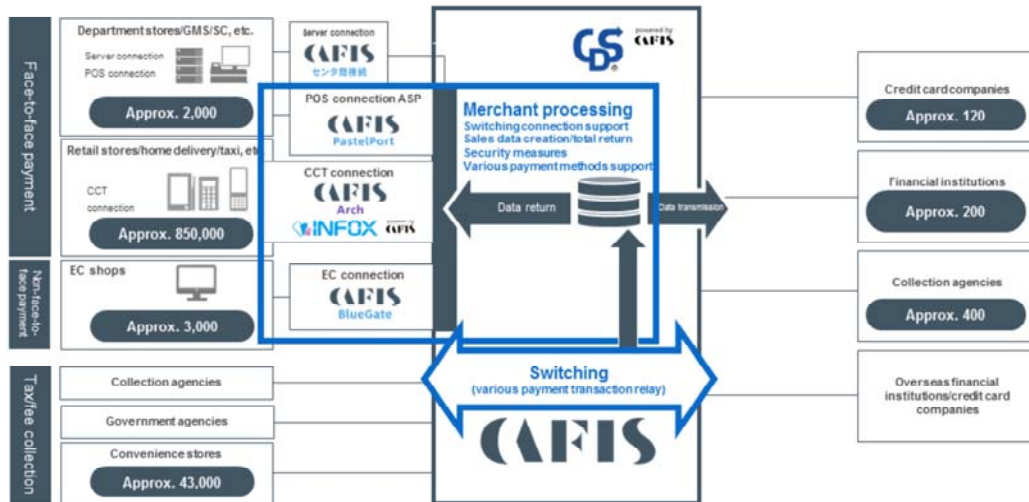 Face-to-face payment
Department stores/GMS/SC, etc.
Server connection
POS connection
Approx. 2,000
Retail stores/home delivery/taxi, etc.
CCT
connection
Approx. 850,000
Non-face-to-
face payment
EC shops
Approx. 3,000
Tax/fee collection
Collection agencies
Government agencies
Convenience stores
Approx. 43,000
Server connection
CAFIS
センタ間接続
POS connection ASP
CAFIS
PastelPort
CCT connection
CAFIS
Arch
INFOX
powered by
CAFIS
EC connection
CAFIS
BlueGate
CDS®
powered by
CAFIS
Merchant processing
Switching connection support
Sales data creation/total return
Security measures
Various payment methods support
Data return
Data transmission
Switching
(various payment transaction relay)
CAFIS
Credit card companies
Approx. 120
Financial institutions
Approx. 200
Collection agencies
Approx. 400
Overseas financial
institutions/credit card
companies